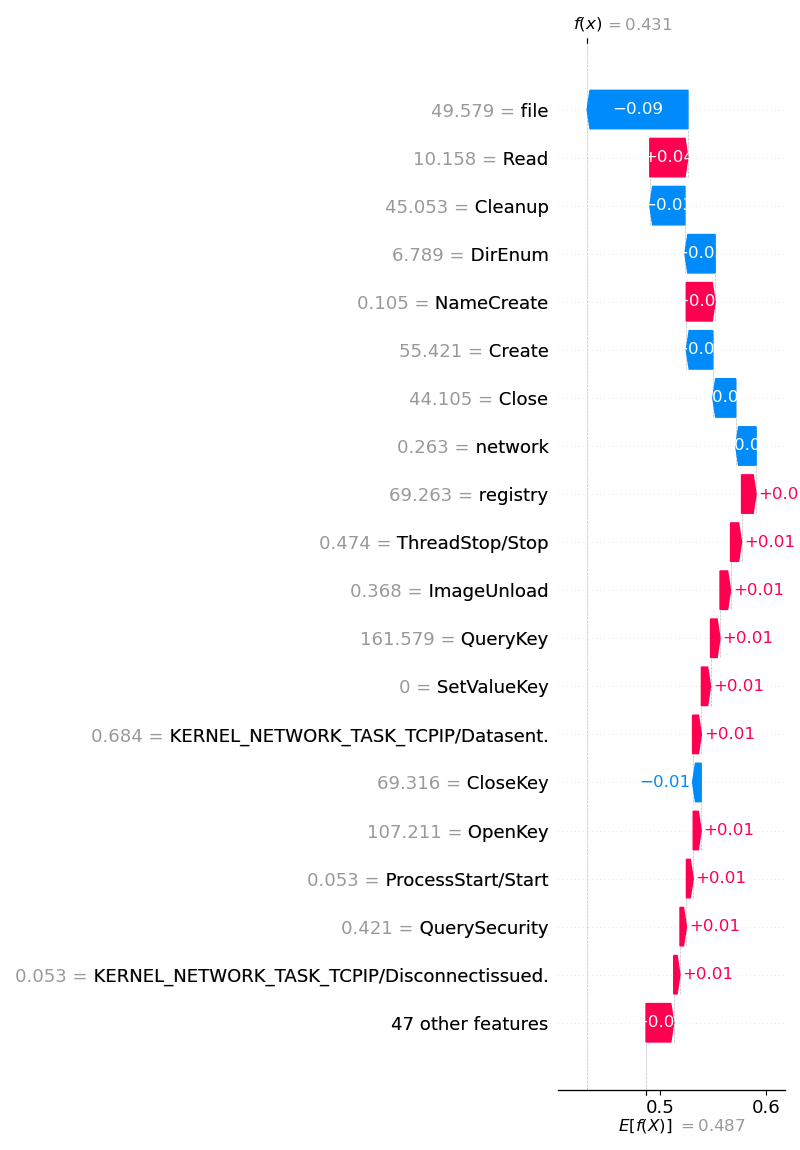 f(x) = 0.431
49.579 = file
−0.09
10.158 = Read
+0.04
45.053 = Cleanup
6.789 = DirEnum
0.105 = NameCreate
55.421 = Create
44.105 = Close
0.263 = network
69.263 = registry
+0.0
0.474 = ThreadStop/Stop
+0.01
0.368 = ImageUnload
+0.01
161.579 = QueryKey
+0.01
0 = SetValueKey
+0.01
0.684 = KERNEL_NETWORK_TASK_TCPIP/Datasent.
+0.01
69.316 = CloseKey
−0.01
107.211 = OpenKey
+0.01
0.053 = ProcessStart/Start
+0.01
0.421 = QuerySecurity
+0.01
0.053 = KERNEL_NETWORK_TASK_TCPIP/Disconnectissued.
+0.01
47 other features
0.5 0.6
E[f(X)] = 0.487